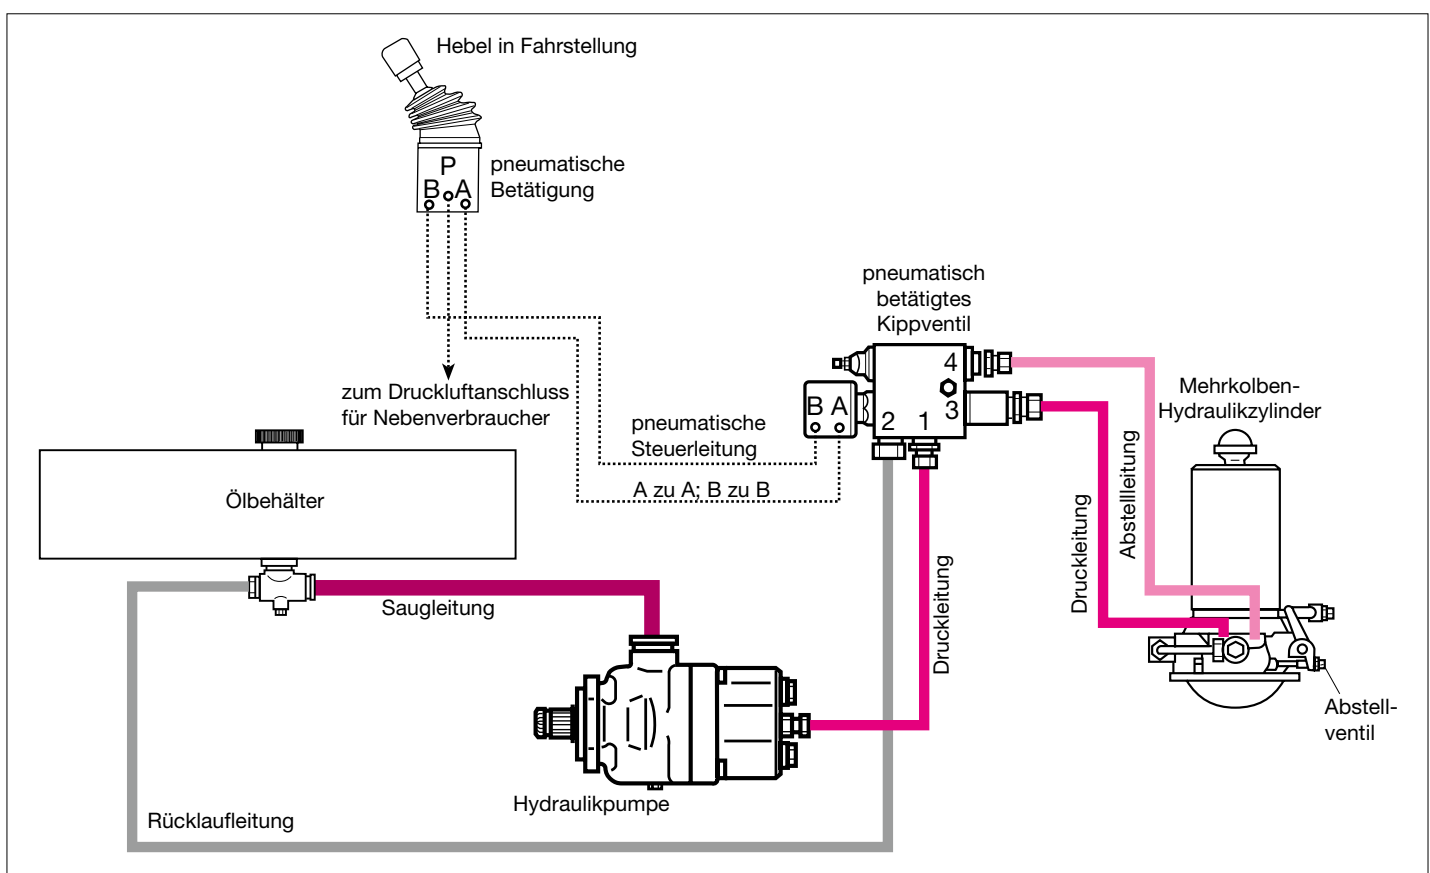 Hebel in Fahrstellung
P
B
A
pneumatische
Betätigung
zum Druckluftanschluss
für Nebenverbraucher
pneumatisch
betätigtes
Kippventil
4
3
B A
2
1
pneumatische
Steuerleitung
A zu A; B zu B
Mehrkolben-
Hydraulikzylinder
Abstellleitung
Druckleitung
Druckleitung
Ölbehälter
Saugleitung
Hydraulikpumpe
Rücklaufleitung
Abstell-
ventil